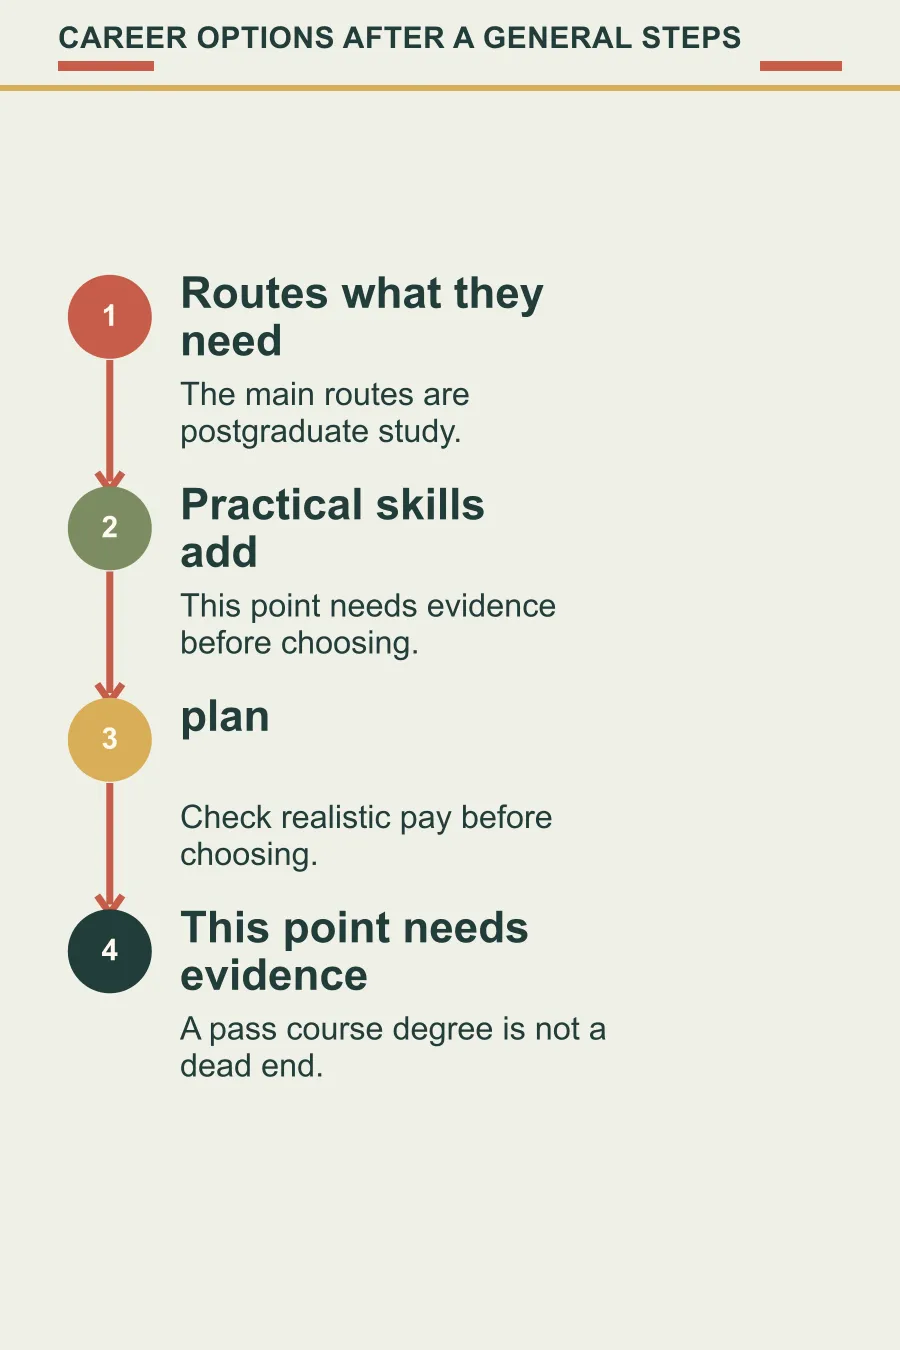 CAREER OPTIONS AFTER A GENERAL STEPS
1
Routes what they
need
The main routes are
postgraduate study.
2
Practical skills
add
This point needs evidence
before choosing.
3
plan
Check realistic pay before
choosing.
4
This point needs
evidence
A pass course degree is not a
dead end.